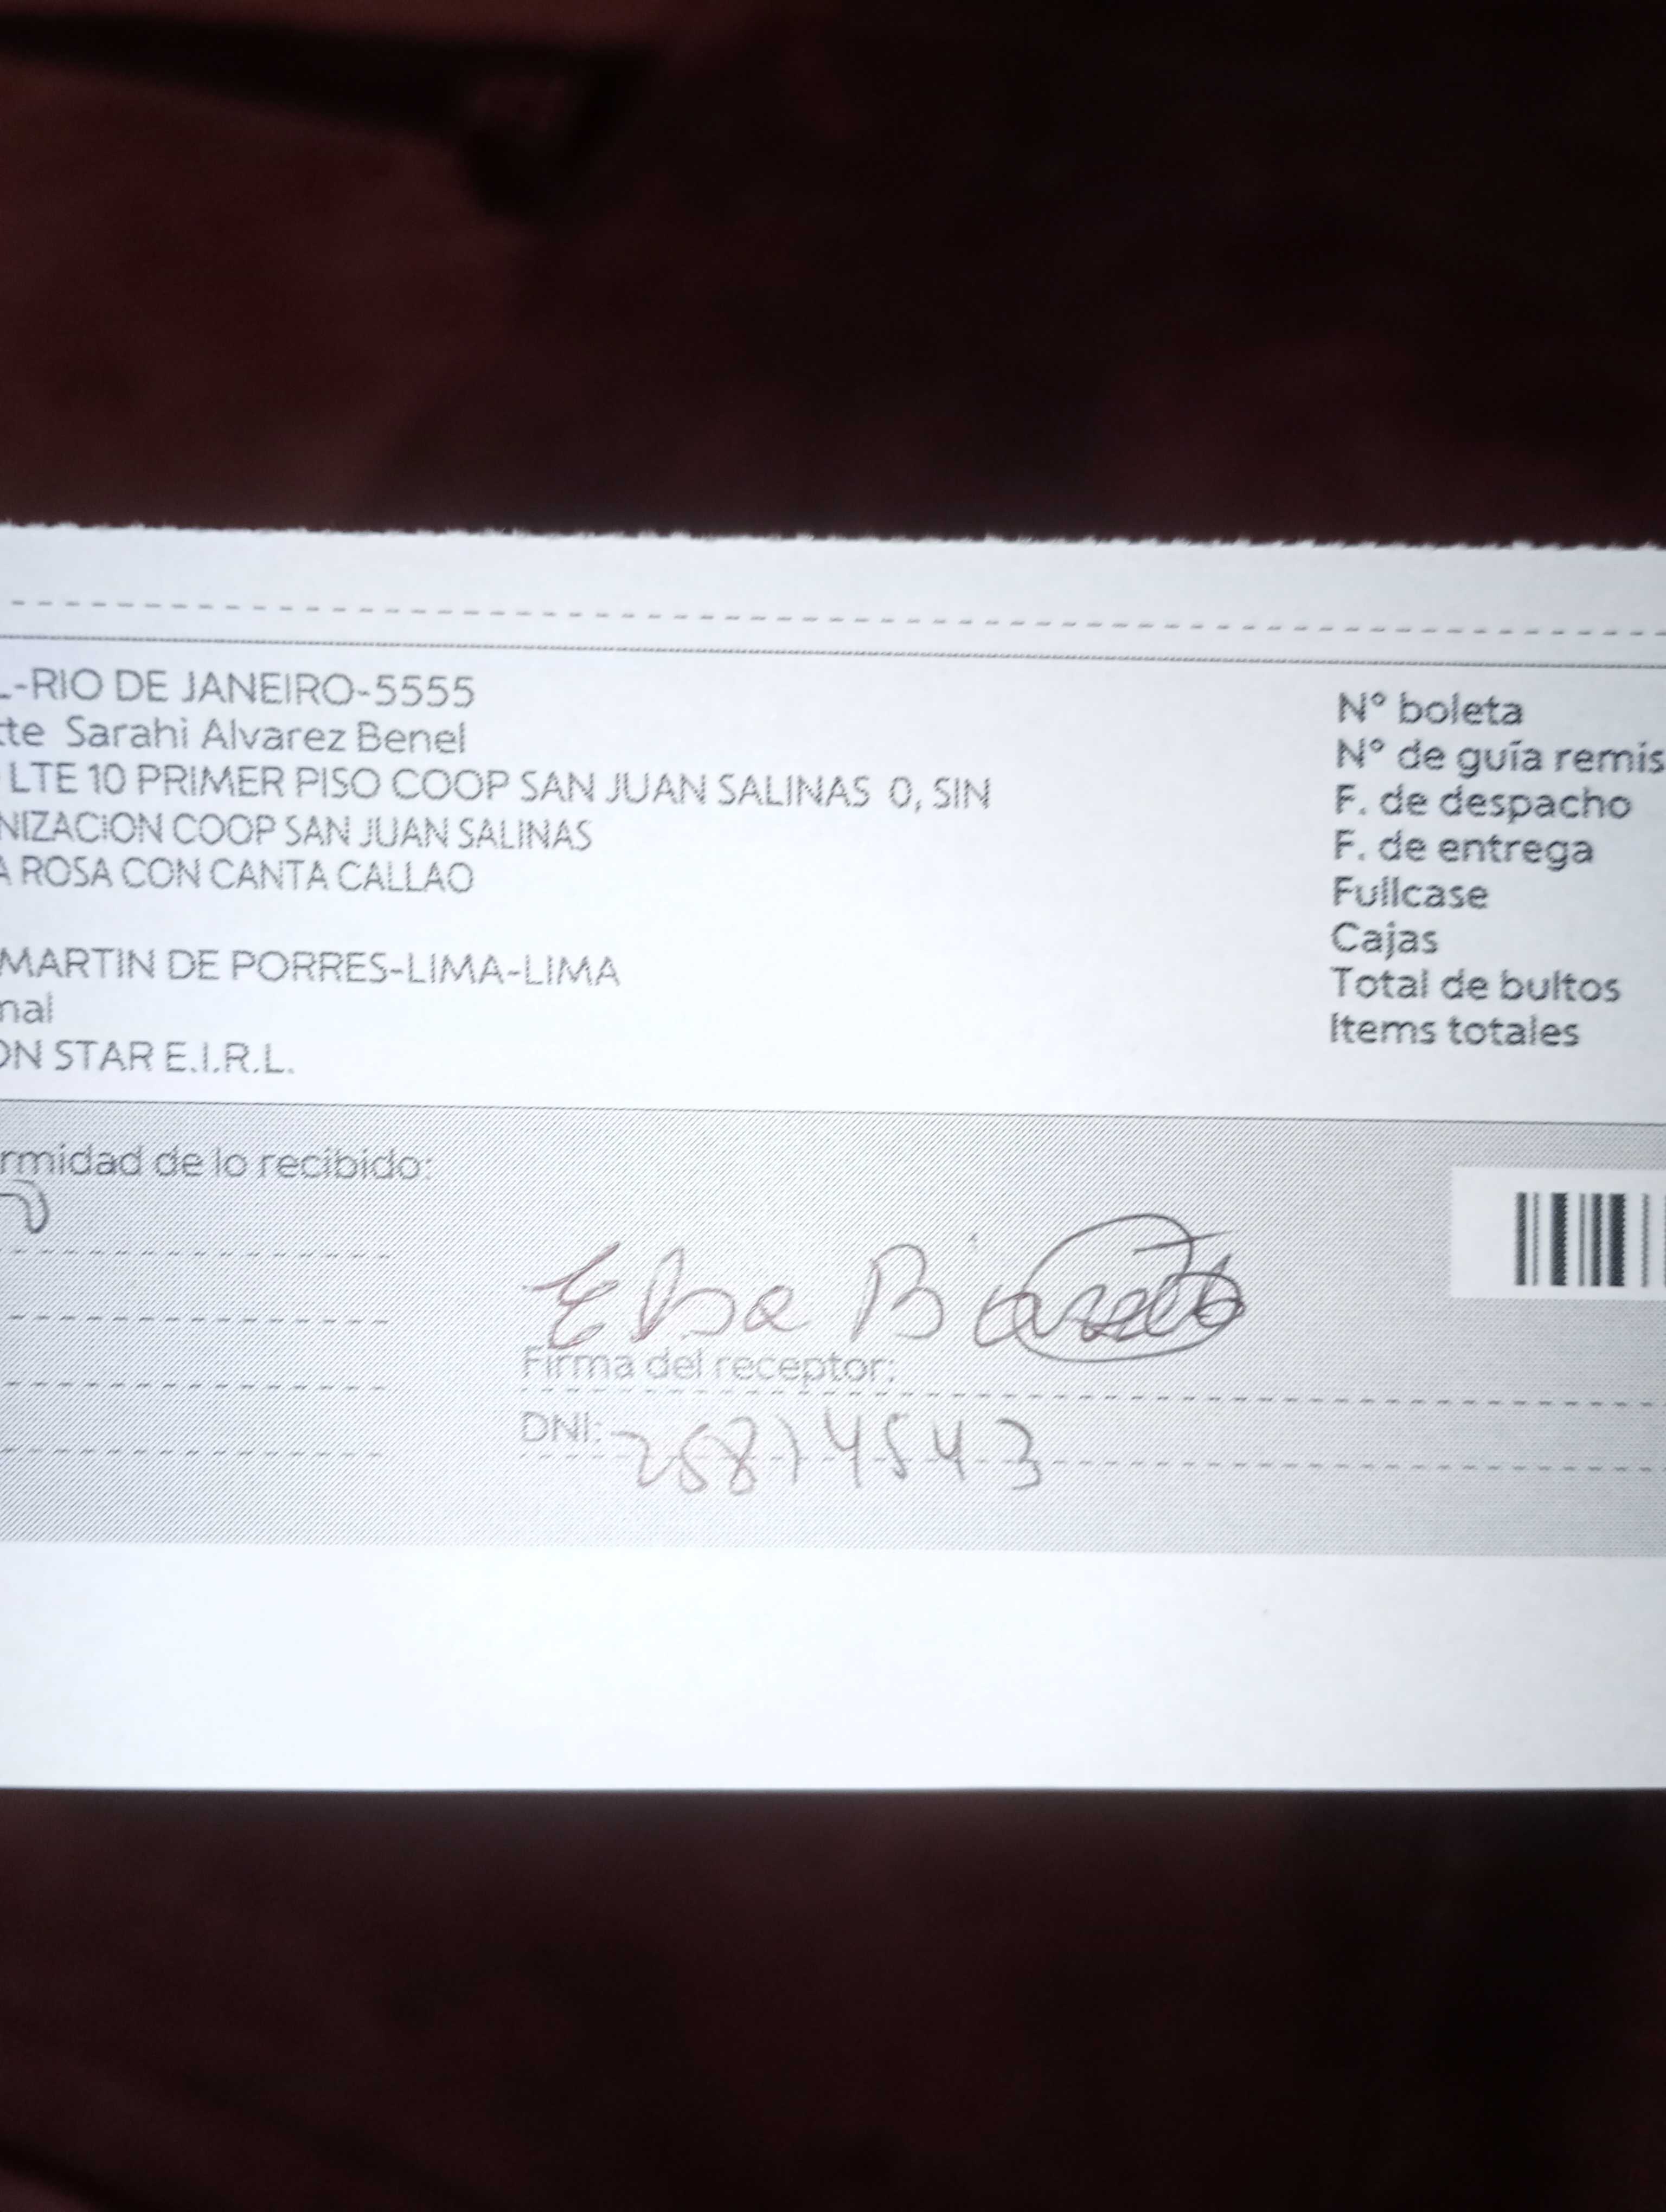 L-RIO DE JANEIRO-5555
tte Sarahi Alvarez Benel
LTE 10 PRIMER PISO COOP SAN JUAN SALINAS 0, SIN
NIZACION COOP SAN JUAN SALINAS
A ROSA CON CANTA CALLAO
MARTIN DE PORRES-LIMA-LIMA
nal
ON STAR E.I.R.L.
N° boleta
N° de guía remis
F. de despacho
F. de entrega
Fullcase
Cajas
Total de bultos
Items totales
rmidad de lo recibido:
Elsa
Firma del receptor:
DNI: 25874543